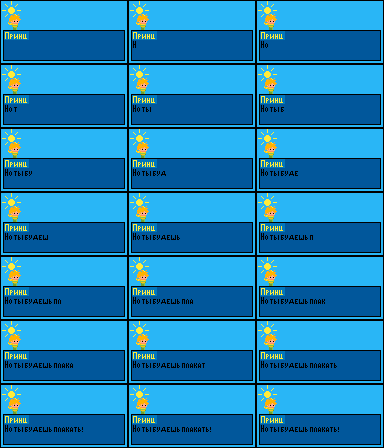 Принц
Принц
Н
Принц
Но
Принц
Но т
Принц
Но ты
Принц
Но ты б
Принц
Но ты бу
Принц
Но ты буд
Принц
Но ты буде
Принц
Но ты будеш
Принц
Но ты будешь
Принц
Но ты будешь п
Принц
Но ты будешь пл
Принц
Но ты будешь пла
Принц
Но ты будешь плак
Принц
Но ты будешь плака
Принц
Но ты будешь плакат
Принц
Но ты будешь плакать
Принц
Но ты будешь плакать!
Принц
Но ты будешь плакать!
Принц
Но ты будешь плакать!